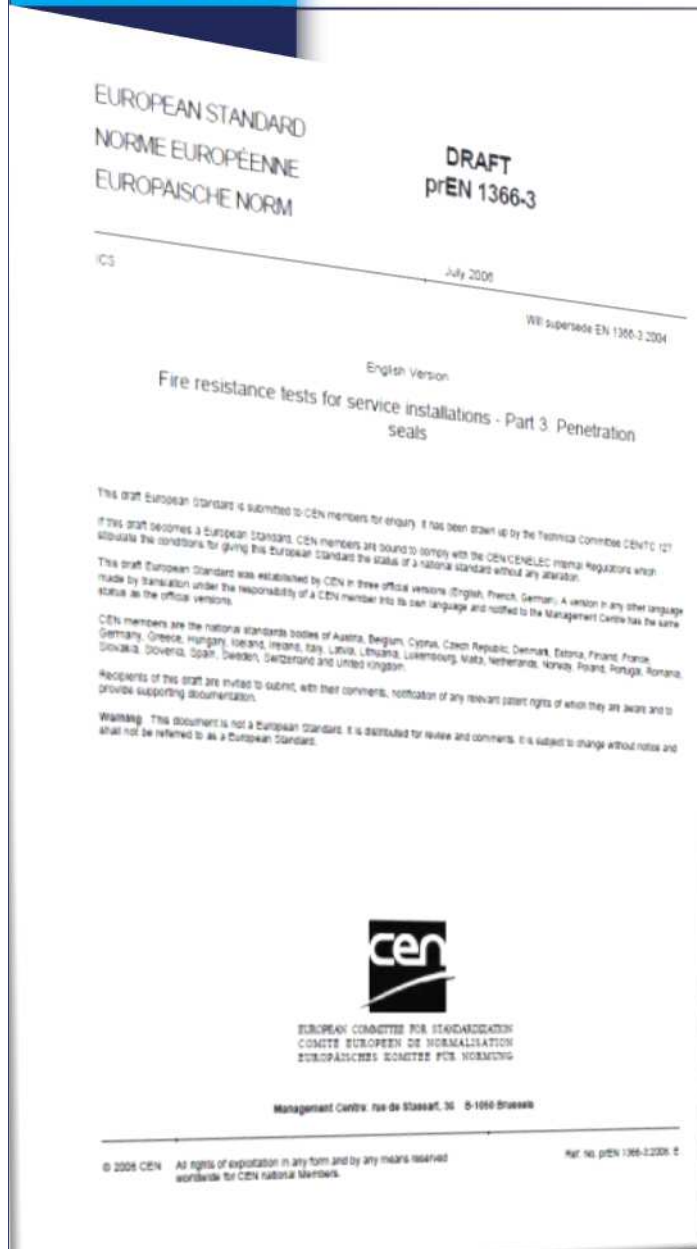 EUROPEAN STANDARD
NORME EUROPÉENNE
EUROPÄISCHE NORM
DRAFT
prEN 1366-3
July 2006
ICS
Will supersede EN 1366-3:2004
English Version
Fire resistance tests for service installations - Part 3: Penetration
seals
This draft European Standard is submitted to CEN members for enquiry. It has been drawn up by the Technical Committee CEN/TC 127.
If this draft becomes a European Standard, CEN members are bound to comply with the CEN/CENELEC Internal Regulations which
stipulate the conditions for giving this European Standard the status of a national standard without any alteration.
This draft European Standard was established by CEN in three official versions (English, French, German). A version in any other language
made by translation under the responsibility of a CEN member into its own language and notified to the Management Centre has the same
status as the official versions.
CEN members are the national standards bodies of Austria, Belgium, Cyprus, Czech Republic, Denmark, Estonia, Finland, France,
Germany, Greece, Hungary, Iceland, Ireland, Italy, Latvia, Lithuania, Luxembourg, Malta, Netherlands, Norway, Poland, Portugal, Romania,
Slovakia, Slovenia, Spain, Sweden, Switzerland and United Kingdom.
Recipients of this draft are invited to submit, with their comments, notification of any relevant patent rights of which they are aware and to
provide supporting documentation.
Warning : This document is not a European Standard. It is distributed for review and comments. It is subject to change without notice and
shall not be referred to as a European Standard.
cen
EUROPEAN COMMITTEE FOR STANDARDIZATION
COMITÉ EUROPÉEN DE NORMALISATION
EUROPÄISCHES KOMITEE FÜR NORMUNG
Management Centre: rue de Stassart, 36 B-1050 Brussels
© 2006 CEN All rights of exploitation in any form and by any means reserved
worldwide for CEN national Members.
Ref. No. prEN 1366-3:2006: E